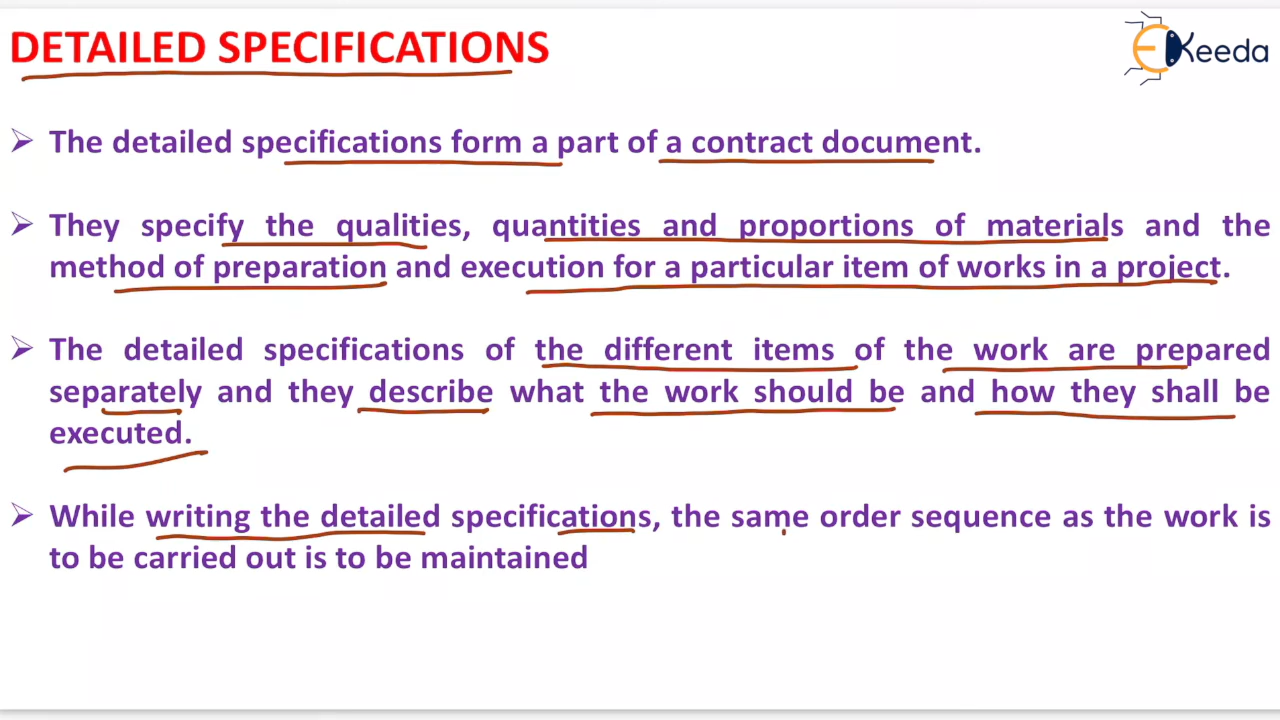 DETAILED SPECIFICATIONS
EKeeda
➢ The detailed specifications form a part of a contract document.
➢ They specify the qualities, quantities and proportions of materials and the
method of preparation and execution for a particular item of works in a project.
➢ The detailed specifications of the different items of the work are prepared
separately and they describe what the work should be and how they shall be
executed.
➢ While writing the detailed specifications, the same order sequence as the work is
to be carried out is to be maintained